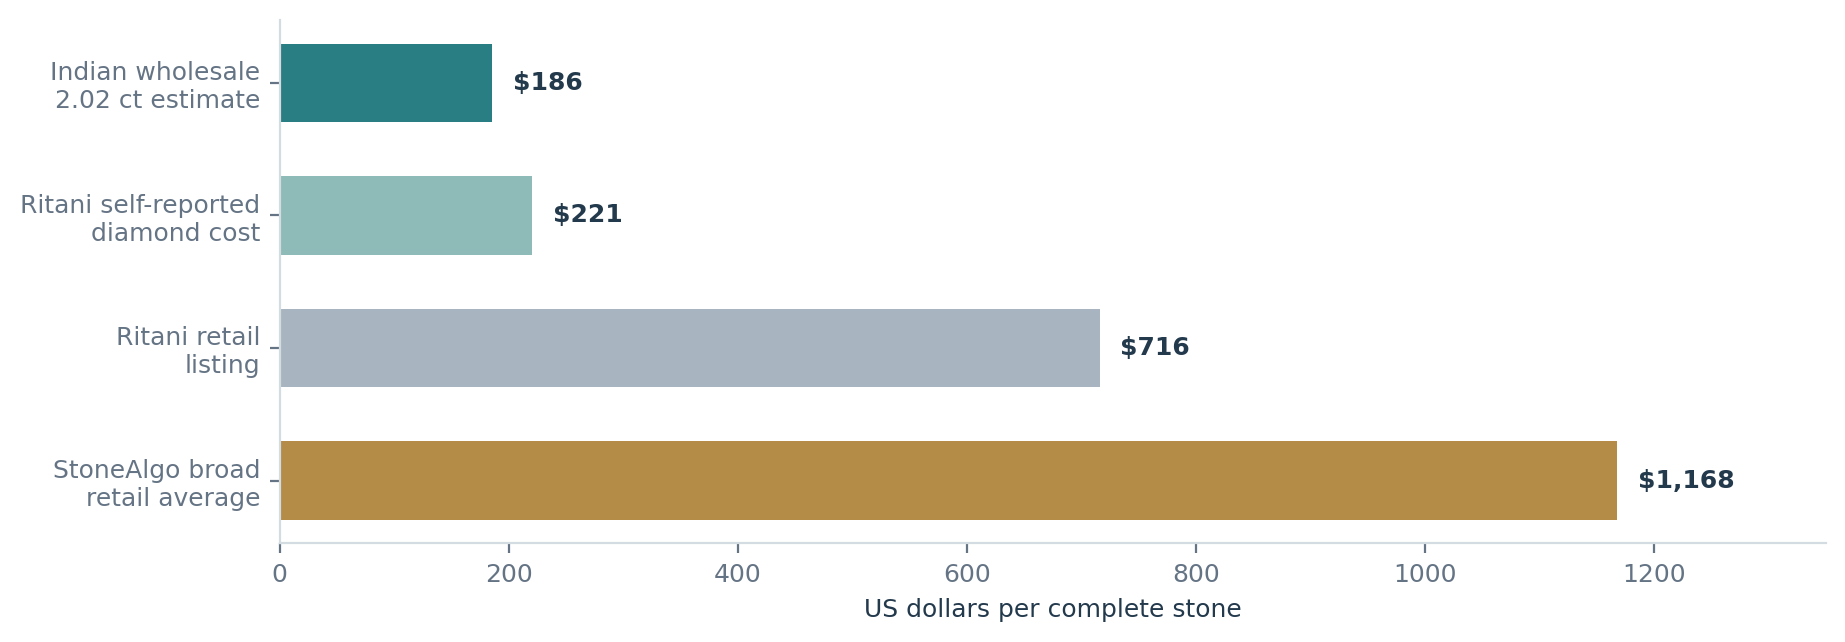 Indian wholesale
2.02 ct estimate
$186
Ritani self-reported
diamond cost
$221
Ritani retail
listing
$716
StoneAlgo broad
retail average
$1,168
0 200 400 600 800 1000 1200
US dollars per complete stone